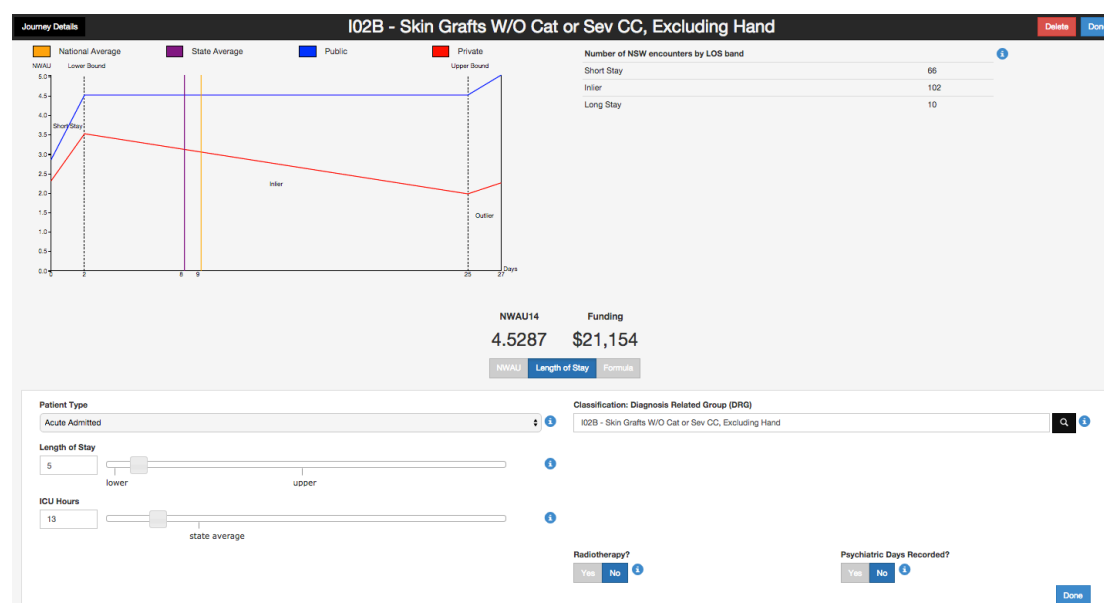 Journey Details
I02B - Skin Grafts W/O Cat or Sev CC, Excluding Hand
Delete
Done
National Average
State Average
Public
Private
NWAU
Lower Bound
Upper Bound
5.0
4.5
4.0
3.5
3.0
2.5
2.0
1.5
1.0
0.5
0.0
Short Stay
Inlier
Outlier
0
2
8
9
25
27
Days
Number of NSW encounters by LOS band
Short Stay 66
Inlier 102
Long Stay 10
NWAU14 Funding
4.5287 $21,154
NWAU Length of Stay Formula
Patient Type
Acute Admitted
Classification: Diagnosis Related Group (DRG)
I02B - Skin Grafts W/O Cat or Sev CC, Excluding Hand
Length of Stay
5
lower upper
ICU Hours
13
state average
Radiotherapy?
Yes No
Psychiatric Days Recorded?
Yes No
Done